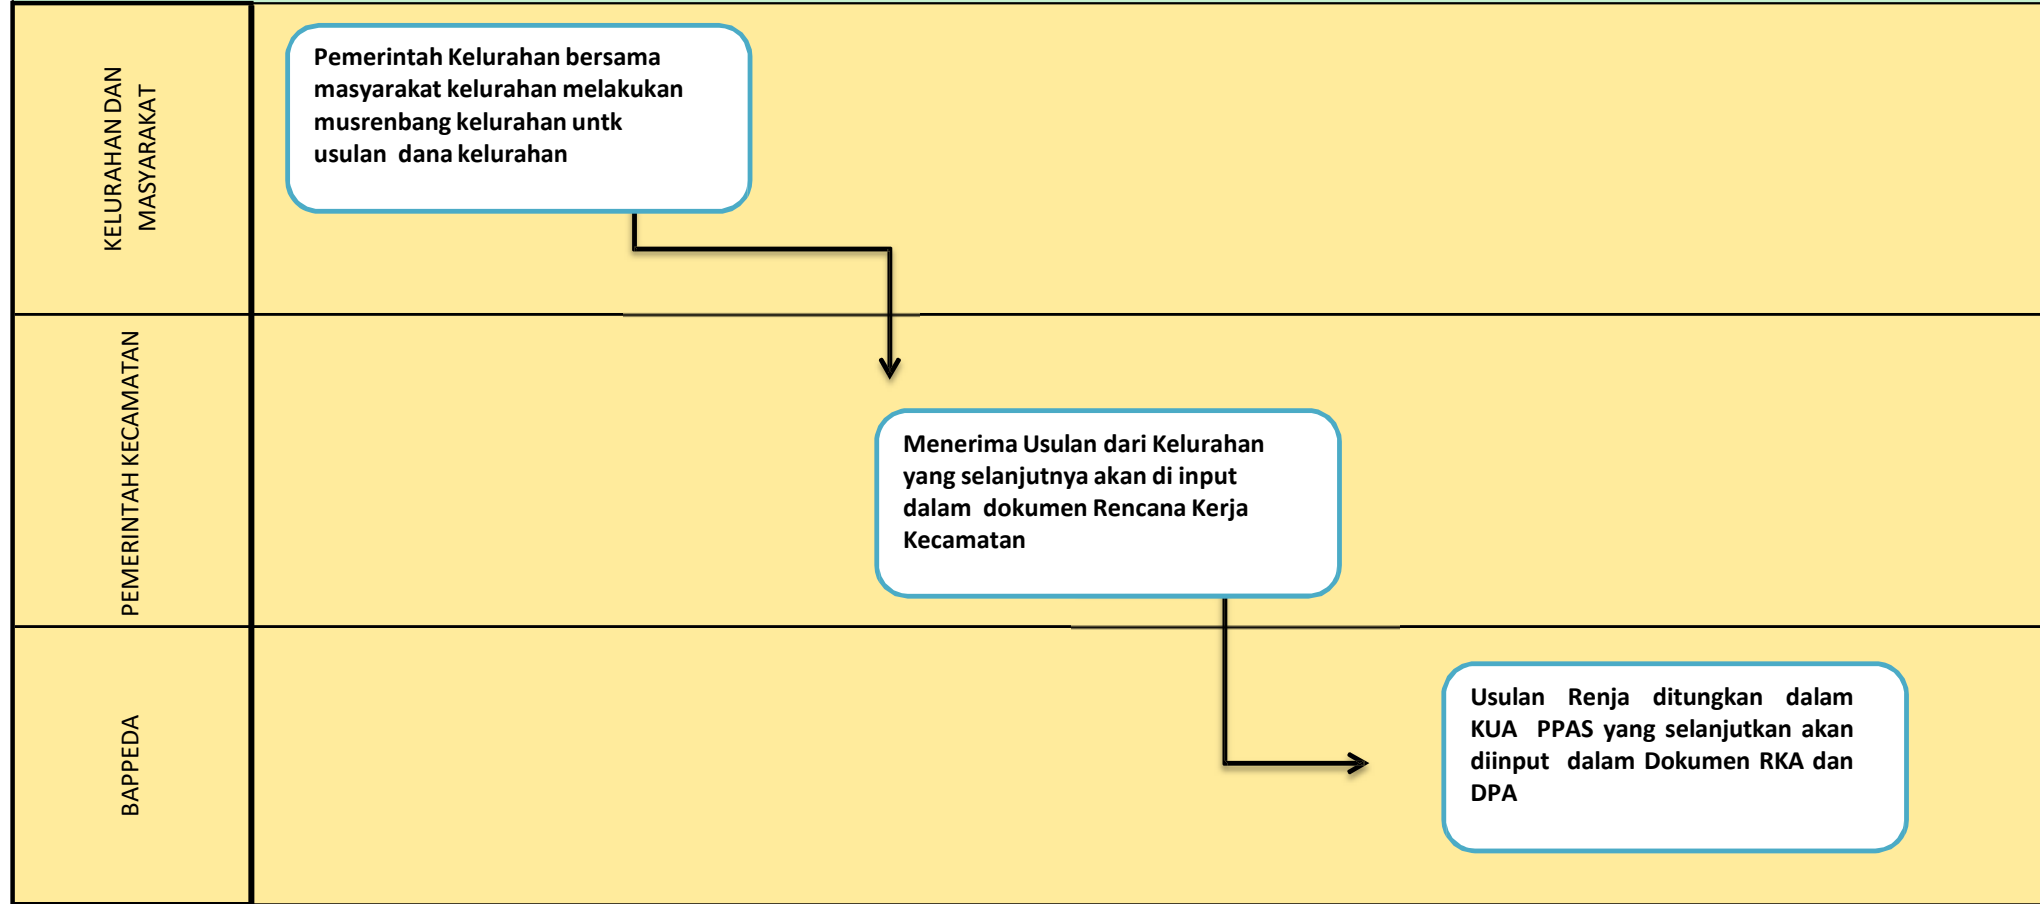 KELURAHAN DAN
MASYARAKAT
Pemerintah Kelurahan bersama
masyarakat kelurahan melakukan
musrenbang kelurahan untk
usulan dana kelurahan
PEMERINTAH KECAMATAN
Menerima Usulan dari Kelurahan
yang selanjutnya akan di input
dalam dokumen Rencana Kerja
Kecamatan
BAPPEDA
Usulan Renja ditungkan dalam
KUA PPAS yang selanjutkan akan
diinput dalam Dokumen RKA dan
DPA